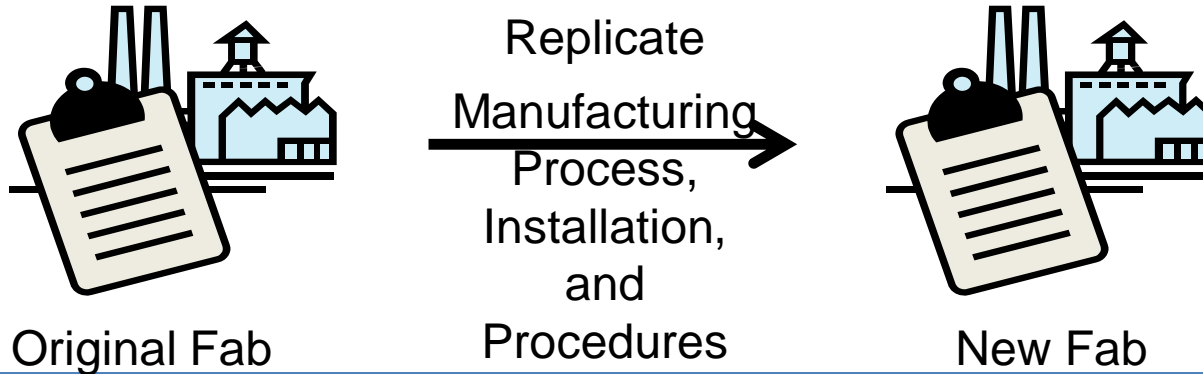 Replicate
Manufacturing
Process,
Installation,
and
Procedures
Original Fab
New Fab